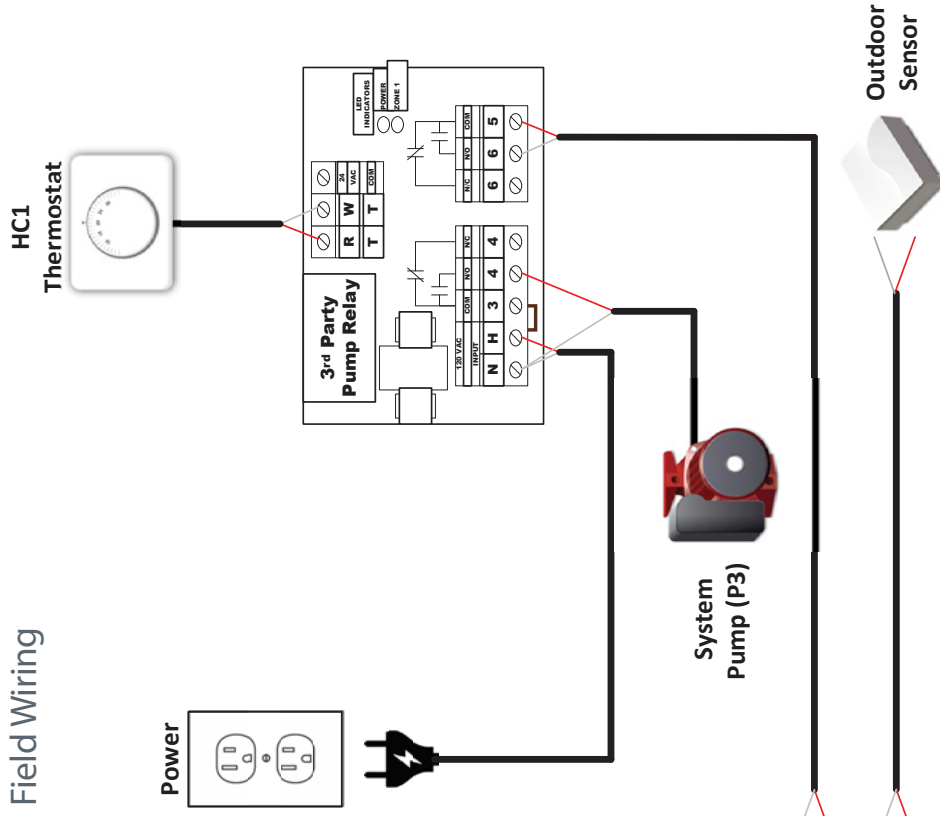 Field Wiring
Power
HC1
Thermostat
3rd Party
Pump Relay
R W 24 VAC
T T COM
LED
INDICATORS
POWER
ZONE 1
120 VAC COM N/O N/C
INPUT
N H 3 4 4
N/C N/O COM
6 6 5
System
Pump (P3)
Outdoor
Sensor